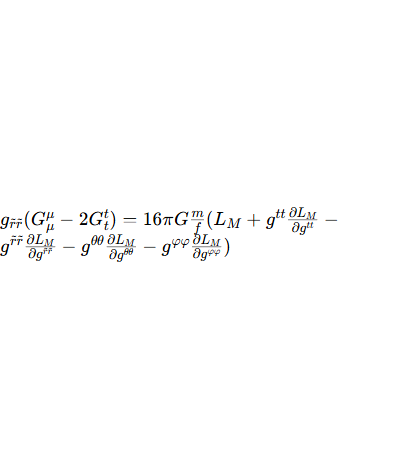 $g_{\tilde{r}\tilde{r}}(G^{\mu}_{\mu} - 2G^{t}_{t}) = 16\pi G \frac{m}{f}(L_M + g^{tt}\frac{\partial L_M}{\partial g^{tt}} -$
$g^{\tilde{r}\tilde{r}}\frac{\partial L_M}{\partial g^{\tilde{r}\tilde{r}}} - g^{\theta\theta}\frac{\partial L_M}{\partial g^{\theta\theta}} - g^{\varphi\varphi}\frac{\partial L_M}{\partial g^{\varphi\varphi}})$